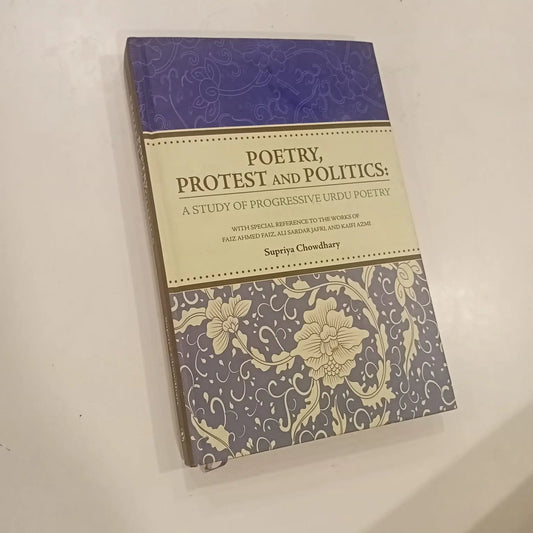 POETRY,
PROTEST AND POLITICS:
A STUDY OF PROGRESSIVE URDU POETRY
WITH SPECIAL REFERENCE TO THE WORKS OF
FAIZ AHMED FAIZ, ALI SARDAR JAFRI, AND KAIFI AZMI
Supriya Chowdhary